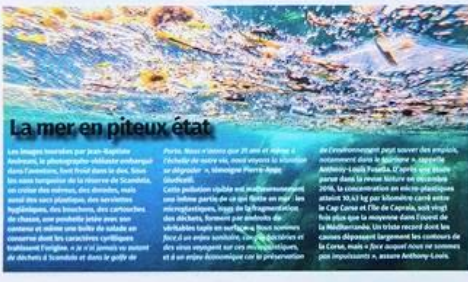 La mer en piteux état
Les images tournées par Jean-Baptiste
Andreani, le photographe-vidéaste embarqué
dans l'aventure, font froid dans le dos. Sous
les eaux turquoise de la réserve de Scandola,
on croise des mérous, des dorades, mais
aussi des sacs plastique, des serviettes
hygiéniques, des bouchons, des cartouches
de chasse, une poubelle jetée avec son
contenu et même une boîte de salade en
conserve dont les caractères cyrilliques
trahissent l'origine. « Je n'ai jamais vu autant
de déchets à Scandola et dans le golfe de
Porto. Nous n'avons que 25 ans et même à
l'échelle de notre vie, nous voyons la situation
se dégrader », témoigne Pierre-Ange
Giudicelli.
Cette pollution visible est malheureusement
une infime partie de ce qui flotte en mer : les
microplastiques, issus de la fragmentation
des déchets, forment par endroits de
véritables tapis en surface. « Nous sommes
face à un enjeu sanitaire, car des bactéries et
des virus voyagent sur ces microplastiques,
et à un enjeu économique car la préservation
de l'environnement peut sauver des emplois,
notamment dans le tourisme », rappelle
Anthony-Louis Fusella. D'après une étude
parue dans la revue Nature en décembre
2016, la concentration en micro-plastiques
atteint 10,43 kg par kilomètre carré entre
le Cap Corse et l'île de Capraia, soit vingt
fois plus que la moyenne dans l'ouest de
la Méditerranée. Un triste record dont les
causes dépassent largement les contours de
la Corse, mais « face auquel nous ne sommes
pas impuissants », assure Anthony-Louis.